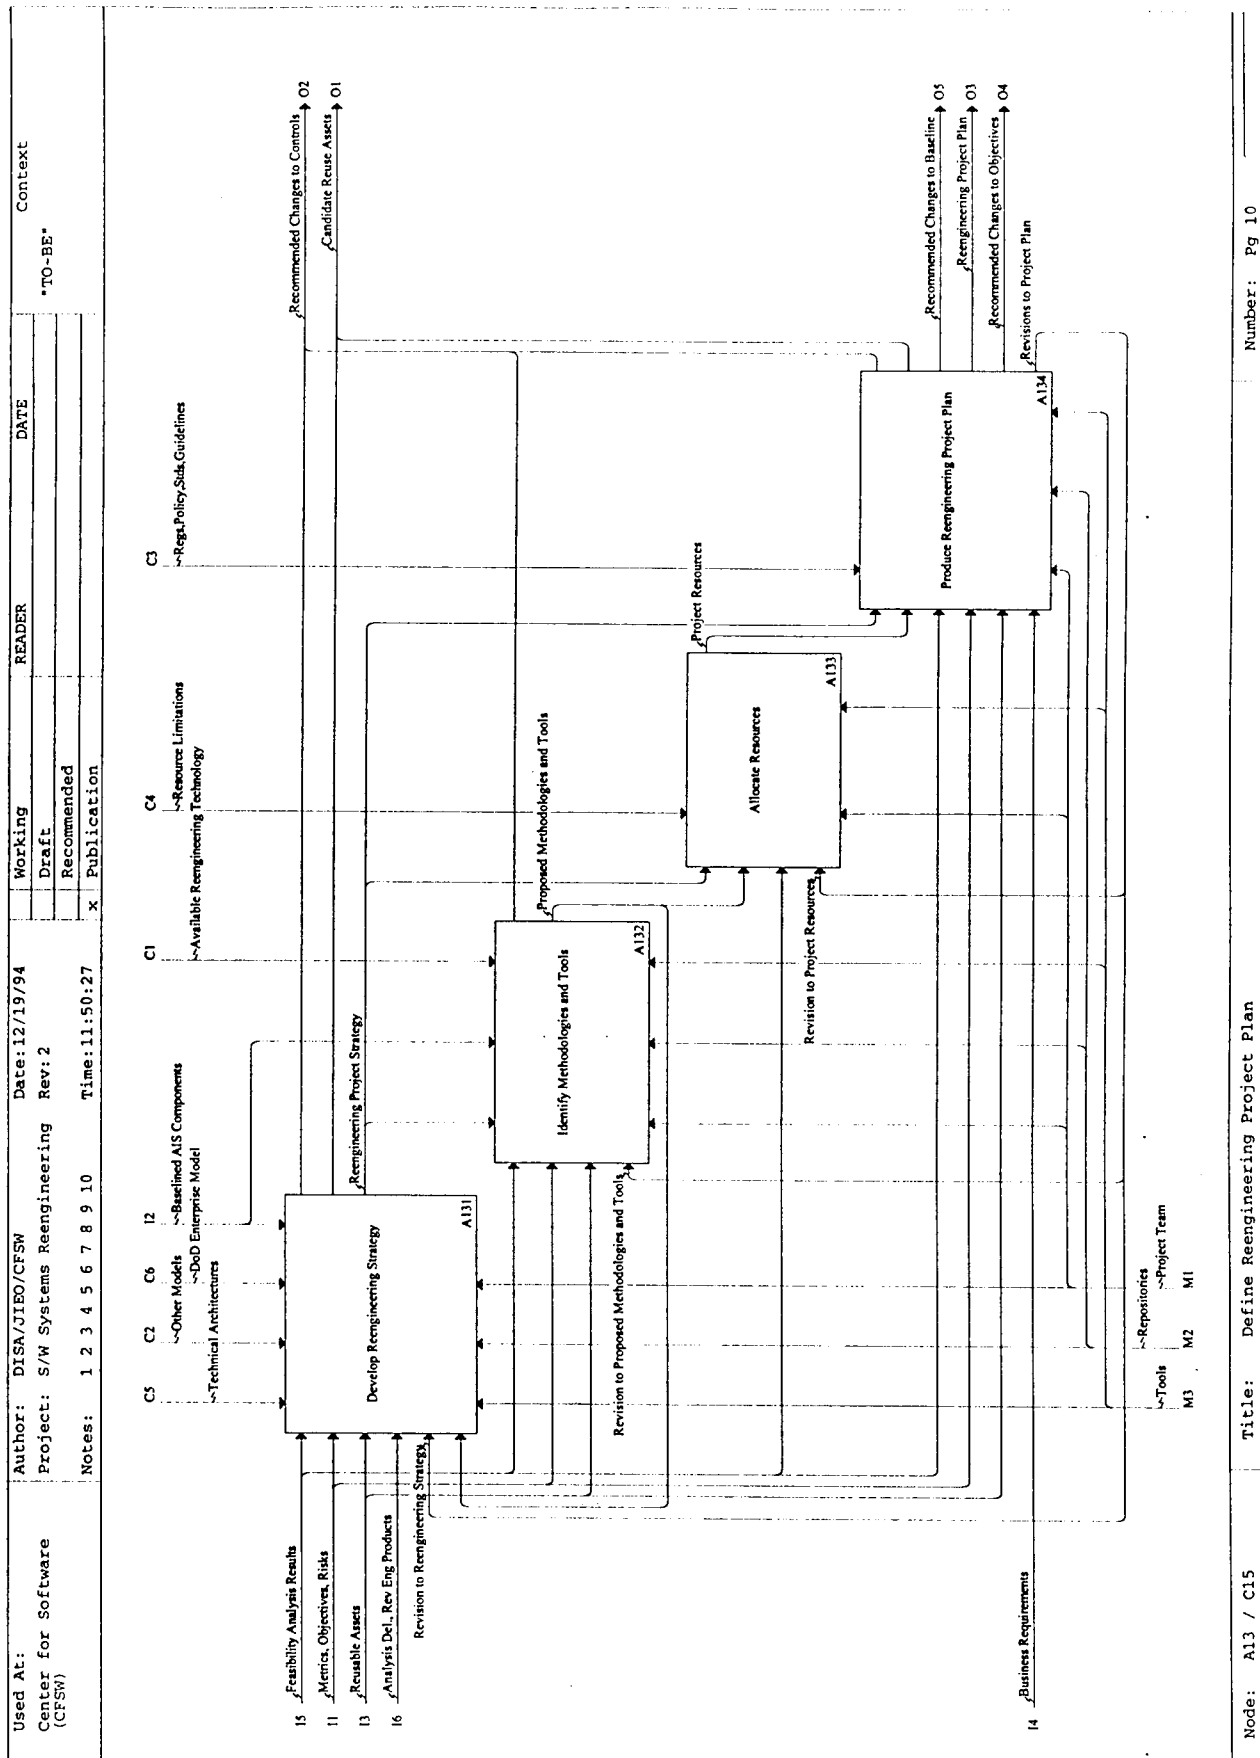 Used At:
Center for Software
(CFSW)
Author: DISA/JIEO/CFSW
Date:12/19/94
Project: S/W Systems Reengineering
Rev:2
Notes: 1 2 3 4 5 6 7 8 9 10
Time:11:50:27
Working
Draft
Recommended
x Publication
READER
DATE
Context
"TO-BE"
C5
C2
C6
I2
C1
C4
C3
Other Models
Baselined AIS Components
DoD Enterprise Model
Technical Architectures
Resource Limitations
Available Reengineering Technology
Regs,Policy,Stds,Guidelines
I5 Feasibility Analysis Results
I1 Metrics, Objectives, Risks
I3 Reusable Assets
I6 Analysis Del., Rev Eng Products
Revision to Reengineering Strategy
Develop Reengineering Strategy
A131
Reengineering Project Strategy
Recommended Changes to Controls O2
Candidate Reuse Assets O1
Identify Methodologies and Tools
A132
Proposed Methodologies and Tools
Revision to Proposed Methodologies and Tools
Allocate Resources
A133
Project Resources
Revision to Project Resources
Produce Reengineering Project Plan
A134
Recommended Changes to Baseline O5
Reengineering Project Plan O3
Recommended Changes to Objectives O4
Revisions to Project Plan
I4 Business Requirements
Repositories
Tools
Project Team
M3
M2
M1
Node: A13 / C15
Title: Define Reengineering Project Plan
Number: Pg 10